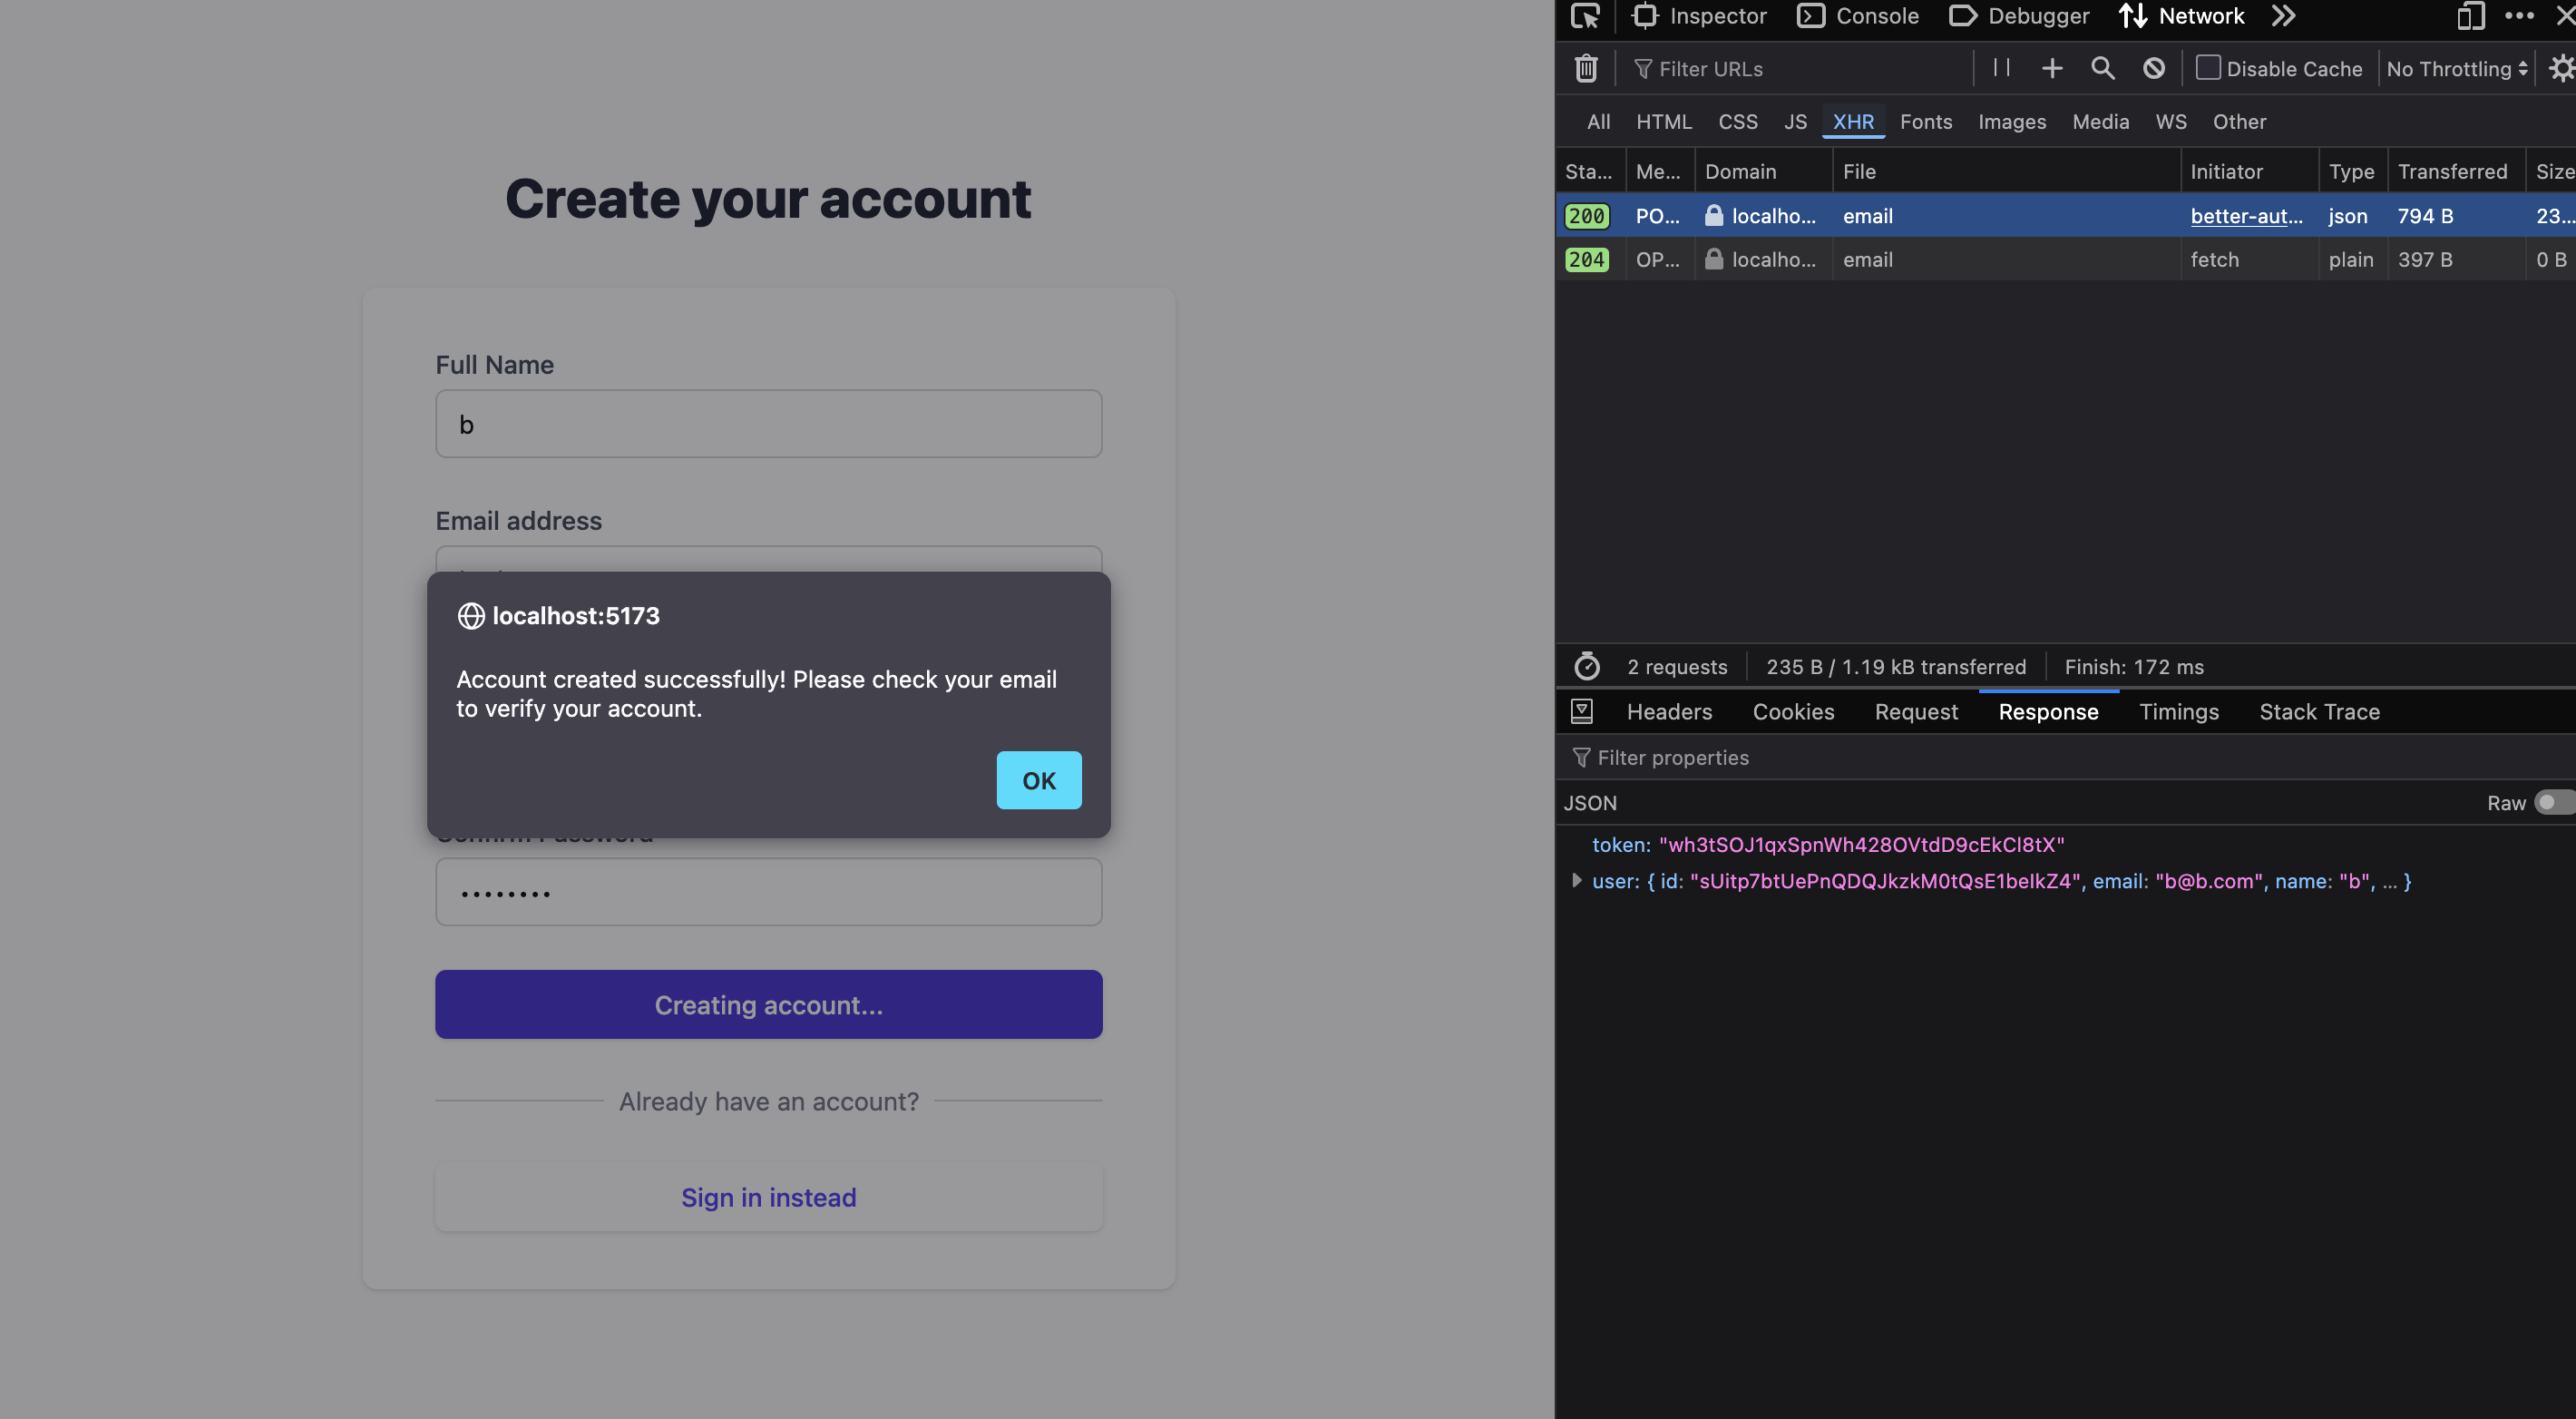 Create your account
Full Name
b
Email address
localhost:5173
Account created successfully! Please check your email
to verify your account.
OK
Confirm Password
••••••••
Creating account...
Already have an account?
Sign in instead
Inspector Console Debugger Network
Filter URLs Disable Cache No Throttling
All HTML CSS JS XHR Fonts Images Media WS Other
Sta... Me... Domain File Initiator Type Transferred Size
200 PO... localho... email better-aut... json 794 B 23...
204 OP... localho... email fetch plain 397 B 0 B
2 requests 235 B / 1.19 kB transferred Finish: 172 ms
Headers Cookies Request Response Timings Stack Trace
Filter properties
JSON Raw
token: "wh3tSOJ1qxSpnWh428OVtdD9cEkCl8tX"
user: { id: "sUitp7btUePnQDQJkzkM0tQsE1beIkZ4", email: "b@b.com", name: "b", ... }